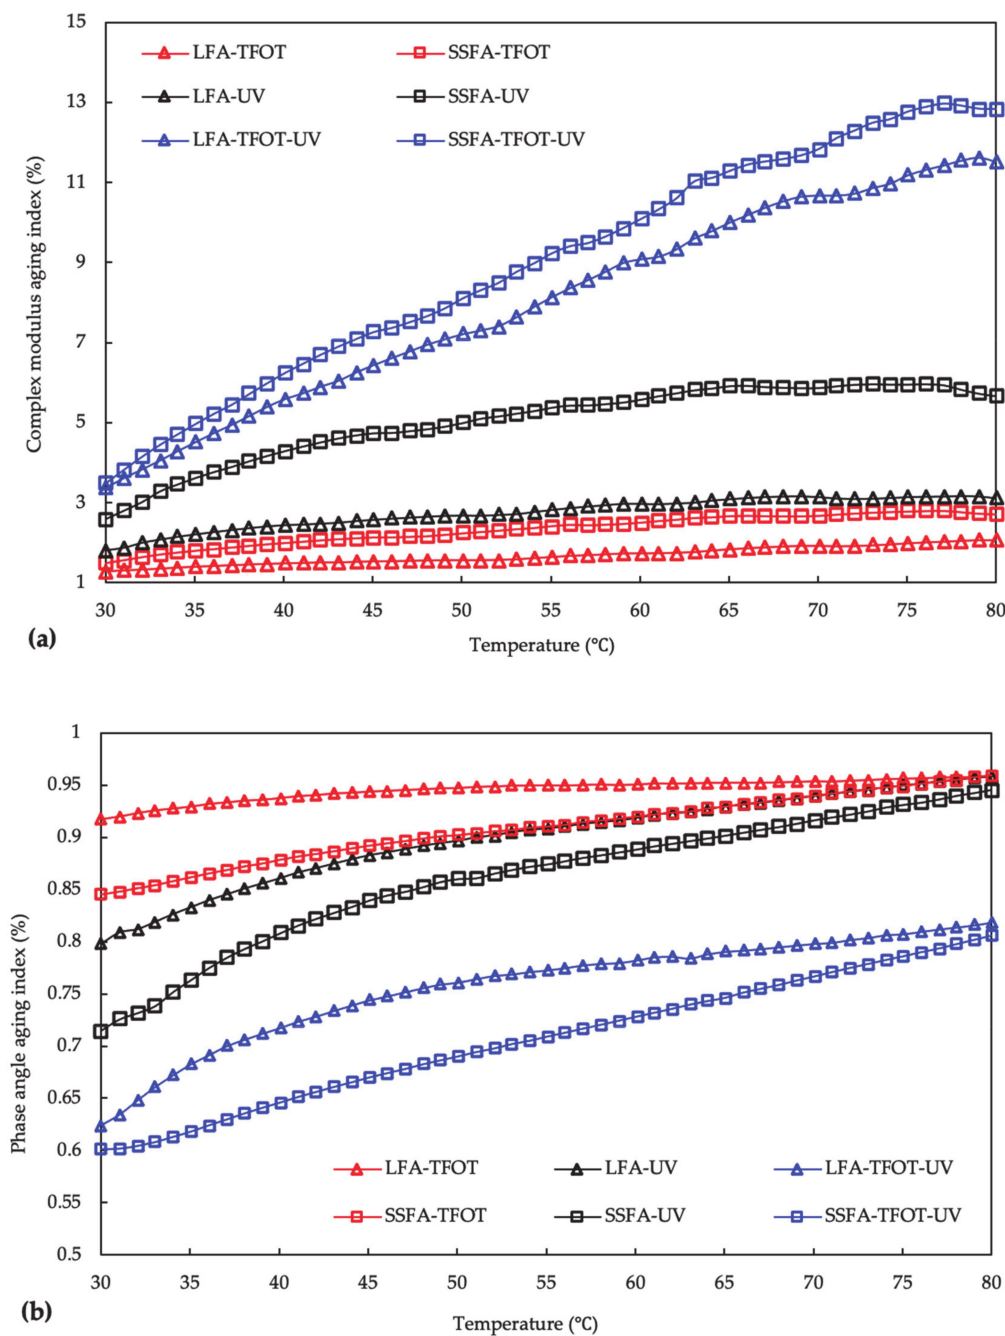 15
13
11
9
7
5
3
1
Complex modulus aging index (%)
LFA-TFOT SSFA-TFOT
LFA-UV SSFA-UV
LFA-TFOT-UV SSFA-TFOT-UV
30 35 40 45 50 55 60 65 70 75 80
Temperature (℃)
(a)
1
0.95
0.9
0.85
0.8
0.75
0.7
0.65
0.6
0.55
0.5
Phase angle aging index (%)
LFA-TFOT LFA-UV LFA-TFOT-UV
SSFA-TFOT SSFA-UV SSFA-TFOT-UV
30 35 40 45 50 55 60 65 70 75 80
Temperature (℃)
(b)